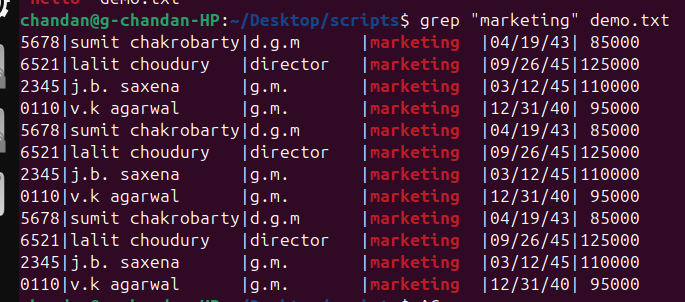 hello demo.txt
chandan@g-chandan-HP:~/Desktop/scripts$ grep "marketing" demo.txt
5678|sumit chakrobarty|d.g.m     |marketing  |04/19/43| 85000
6521|lalit choudury   |director  |marketing  |09/26/45|125000
2345|j.b. saxena      |g.m.      |marketing  |03/12/45|110000
0110|v.k agarwal      |g.m.      |marketing  |12/31/40| 95000
5678|sumit chakrobarty|d.g.m     |marketing  |04/19/43| 85000
6521|lalit choudury   |director  |marketing  |09/26/45|125000
2345|j.b. saxena      |g.m.      |marketing  |03/12/45|110000
0110|v.k agarwal      |g.m.      |marketing  |12/31/40| 95000
5678|sumit chakrobarty|d.g.m     |marketing  |04/19/43| 85000
6521|lalit choudury   |director  |marketing  |09/26/45|125000
2345|j.b. saxena      |g.m.      |marketing  |03/12/45|110000
0110|v.k agarwal      |g.m.      |marketing  |12/31/40| 95000